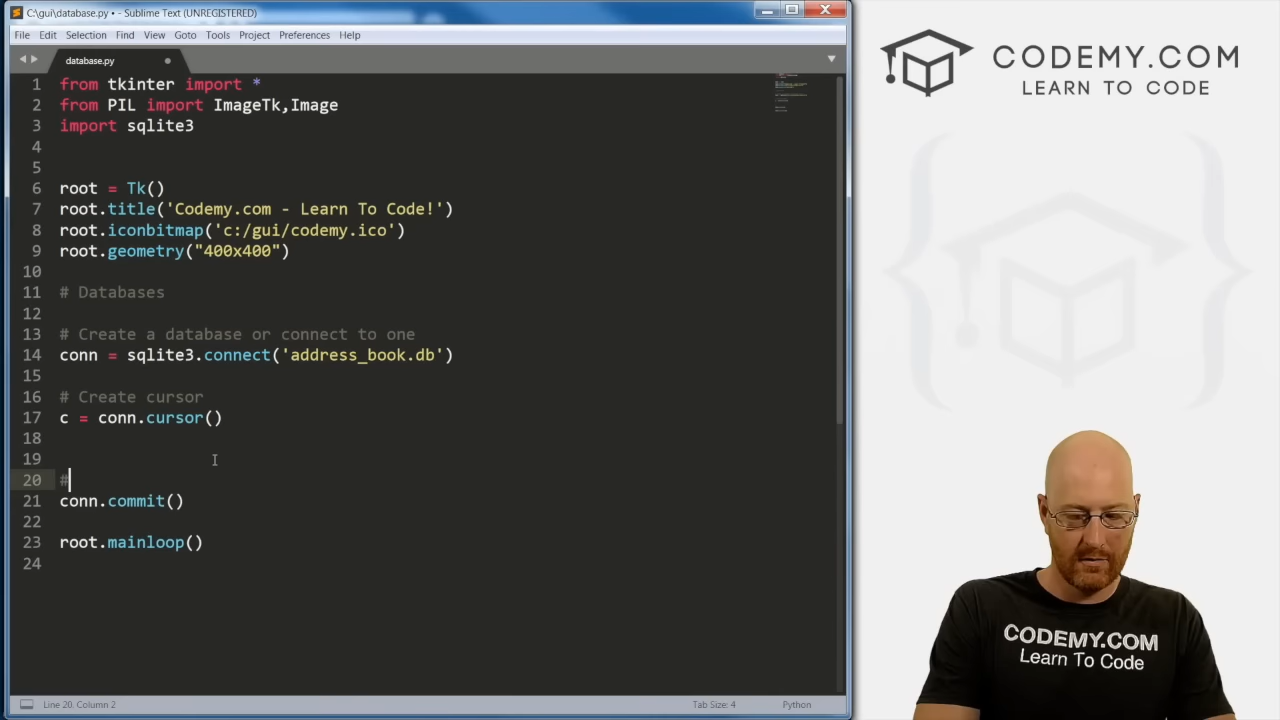 C:\gui\database.py • - Sublime Text (UNREGISTERED)
File Edit Selection Find View Goto Tools Project Preferences Help
database.py
1 from tkinter import *
2 from PIL import ImageTk,Image
3 import sqlite3
4
5
6 root = Tk()
7 root.title('Codemy.com - Learn To Code!')
8 root.iconbitmap('c:/gui/codemy.ico')
9 root.geometry("400x400")
10
11 # Databases
12
13 # Create a database or connect to one
14 conn = sqlite3.connect('address_book.db')
15
16 # Create cursor
17 c = conn.cursor()
18
19
20 #
21 conn.commit()
22
23 root.mainloop()
24
Line 20, Column 2
Tab Size: 4
Python
CODEMY.COM
LEARN TO CODE
CODEMY.COM
Learn To Code